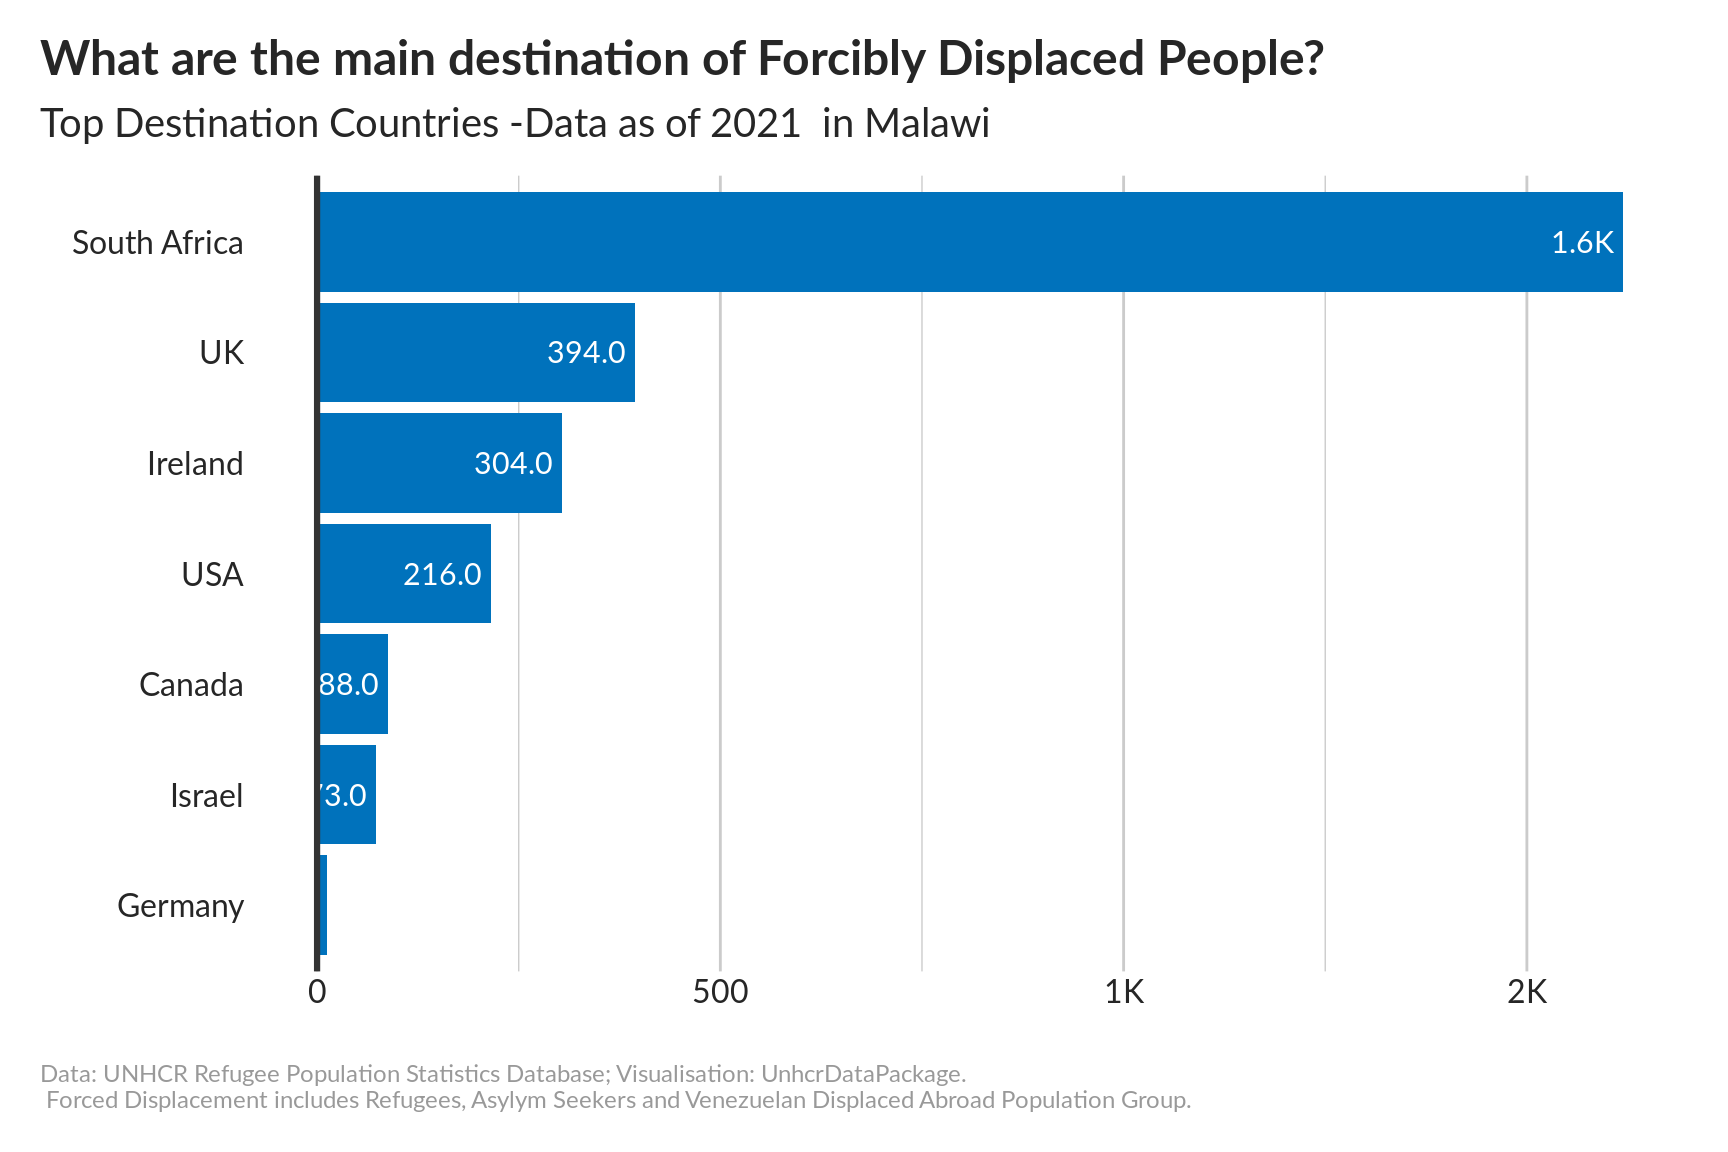 What are the main destination of Forcibly Displaced People?
Top Destination Countries -Data as of 2021  in Malawi
South Africa 1.6K
UK 394.0
Ireland 304.0
USA 216.0
Canada 88.0
Israel 73.0
Germany
0 500 1K 2K
Data: UNHCR Refugee Population Statistics Database; Visualisation: UnhcrDataPackage.
Forced Displacement includes Refugees, Asylym Seekers and Venezuelan Displaced Abroad Population Group.